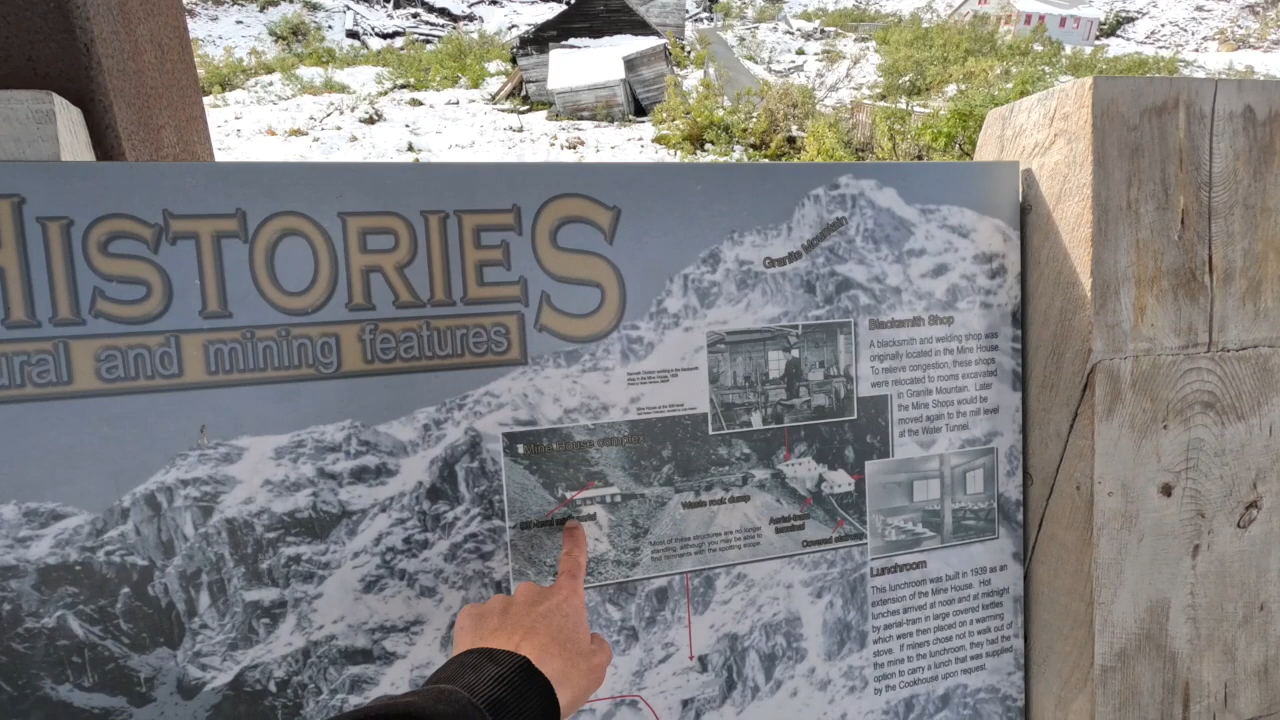 HISTORIES
ural and mining features
Granite Mountain
Blacksmith Shop
A blacksmith and welding shop was
originally located in the Mine House.
To relieve congestion, these shops
were relocated to rooms excavated
in Granite Mountain. Later
the Mine Shops would be
moved again to the mill level
at the Water Tunnel.
shop in the Mine House, 1938
Mine House complex
Waste rock dump
Aerial-tram
terminal
Covered stairway
Most of these structures are no longer
standing, although you may be able to
find remnants with the spotting scope.
Lunchroom
This lunchroom was built in 1939 as an
extension of the Mine House. Hot
lunches arrived at noon and at midnight
by aerial-tram in large covered kettles
which were then placed on a warming
stove. If miners chose not to walk out of
the mine to the lunchroom, they had the
option to carry a lunch that was supplied
by the Cookhouse upon request.